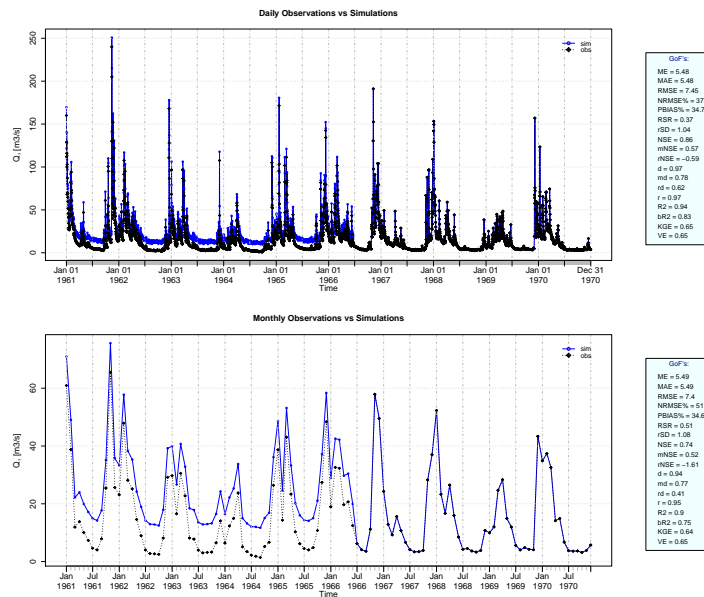 Daily Observations vs Simulations
sim
obs
Q, [m3/s]
250
200
150
100
50
0
Jan 01 Jan 01 Jan 01 Jan 01 Jan 01 Jan 01 Jan 01 Jan 01 Jan 01 Jan 01 Dec 31
1961 1962 1963 1964 1965 1966 1967 1968 1969 1970 1970
Time
GoF's:
ME = 5.48
MAE = 5.48
RMSE = 7.45
NRMSE% = 37
PBIAS% = 34.7
RSR = 0.37
rSD = 1.04
NSE = 0.86
mNSE = 0.57
rNSE = −0.59
d = 0.97
md = 0.78
rd = 0.62
r = 0.97
R2 = 0.94
bR2 = 0.83
KGE = 0.65
VE = 0.65
Monthly Observations vs Simulations
sim
obs
Q, [m3/s]
60
40
20
0
Jan Jul Jan Jul Jan Jul Jan Jul Jan Jul Jan Jul Jan Jul Jan Jul Jan Jul Jan Jul
1961 1961 1962 1962 1963 1963 1964 1964 1965 1965 1966 1966 1967 1967 1968 1968 1969 1969 1970 1970
Time
GoF's:
ME = 5.49
MAE = 5.49
RMSE = 7.4
NRMSE% = 51
PBIAS% = 34.6
RSR = 0.51
rSD = 1.08
NSE = 0.74
mNSE = 0.52
rNSE = −1.61
d = 0.94
md = 0.77
rd = 0.41
r = 0.95
R2 = 0.9
bR2 = 0.75
KGE = 0.64
VE = 0.65